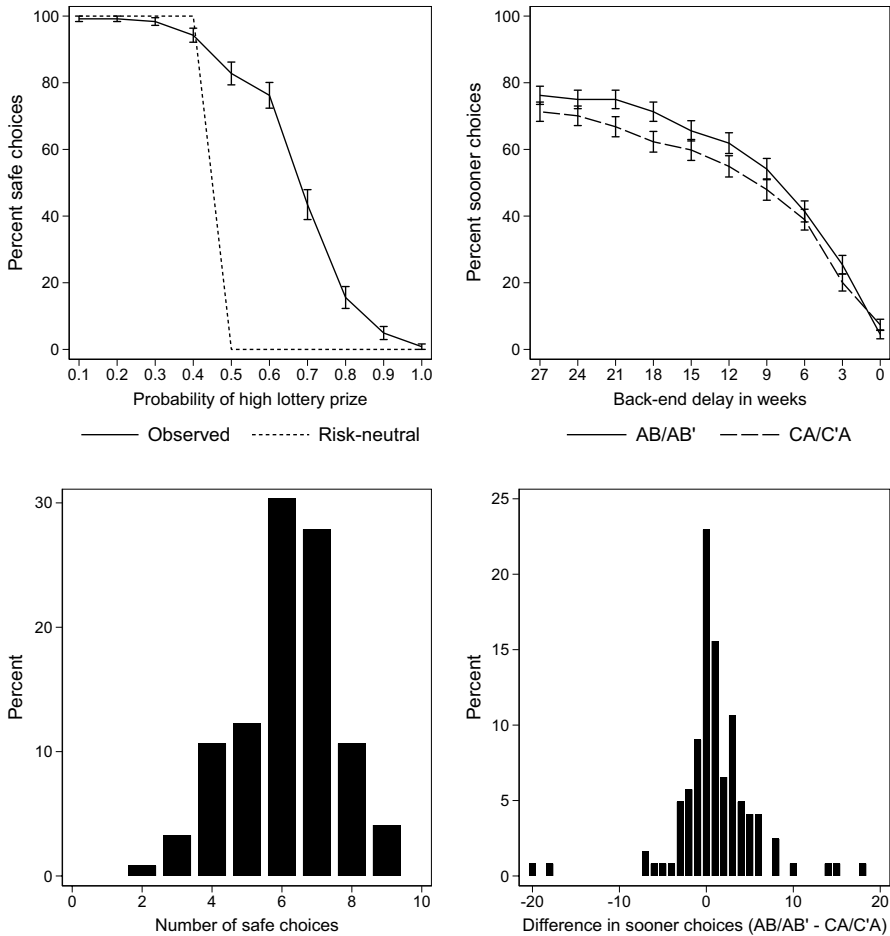 100
80
60
40
20
0
Percent safe choices
0.1 0.2 0.3 0.4 0.5 0.6 0.7 0.8 0.9 1.0
Probability of high lottery prize
Observed Risk-neutral
100
80
60
40
20
0
Percent sooner choices
27 24 21 18 15 12 9 6 3 0
Back-end delay in weeks
AB/AB' CA/C'A
30
20
10
0
Percent
0 2 4 6 8 10
Number of safe choices
25
20
15
10
5
0
Percent
-20 -10 0 10 20
Difference in sooner choices (AB/AB' - CA/C'A)